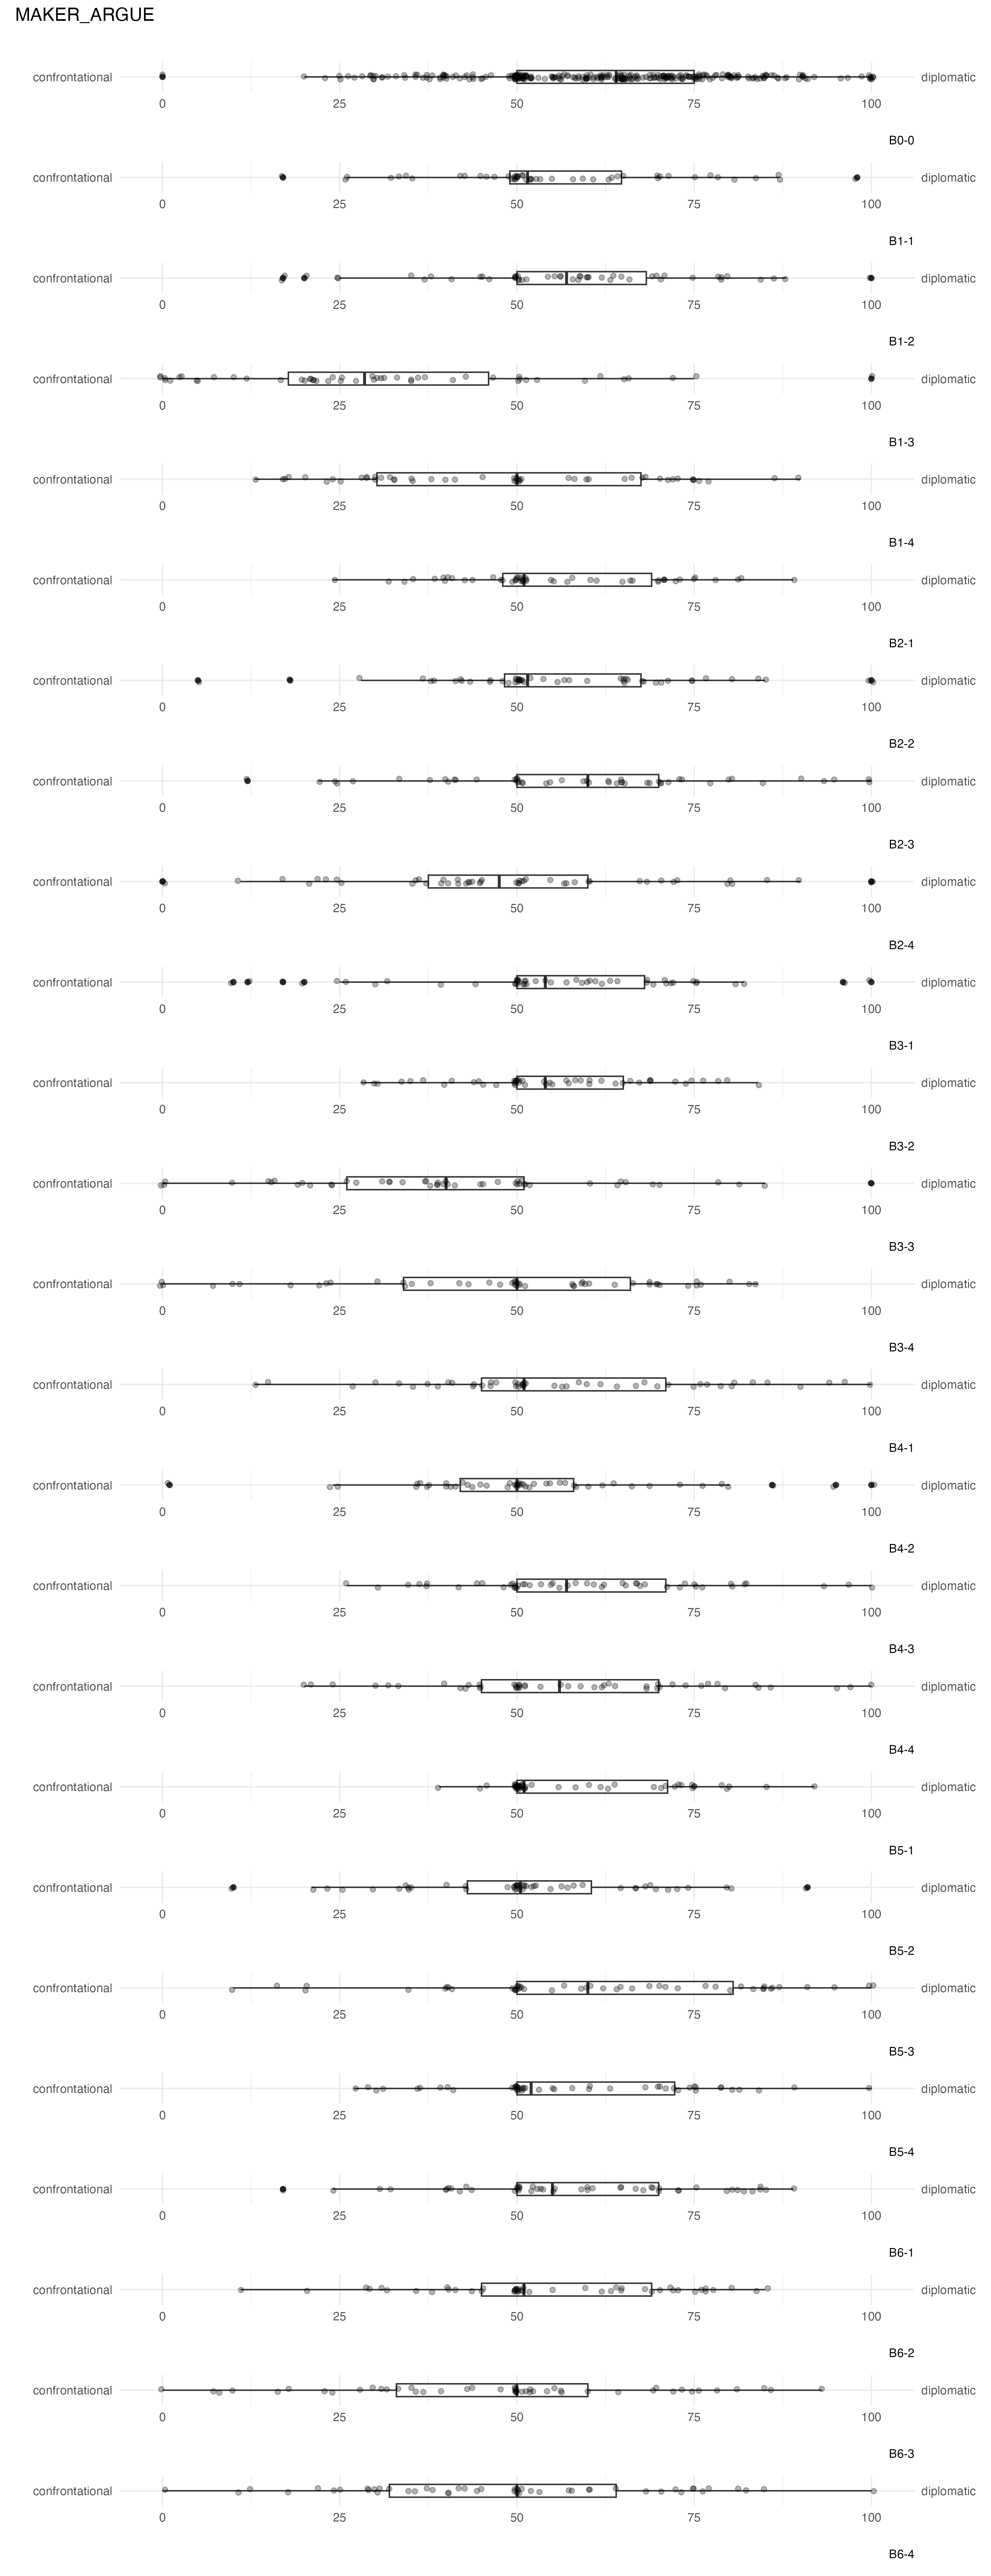 MAKER_ARGUE
confrontational diplomatic
0 25 50 75 100
B0-0
confrontational diplomatic
0 25 50 75 100
B1-1
confrontational diplomatic
0 25 50 75 100
B1-2
confrontational diplomatic
0 25 50 75 100
B1-3
confrontational diplomatic
0 25 50 75 100
B1-4
confrontational diplomatic
0 25 50 75 100
B2-1
confrontational diplomatic
0 25 50 75 100
B2-2
confrontational diplomatic
0 25 50 75 100
B2-3
confrontational diplomatic
0 25 50 75 100
B2-4
confrontational diplomatic
0 25 50 75 100
B3-1
confrontational diplomatic
0 25 50 75 100
B3-2
confrontational diplomatic
0 25 50 75 100
B3-3
confrontational diplomatic
0 25 50 75 100
B3-4
confrontational diplomatic
0 25 50 75 100
B4-1
confrontational diplomatic
0 25 50 75 100
B4-2
confrontational diplomatic
0 25 50 75 100
B4-3
confrontational diplomatic
0 25 50 75 100
B4-4
confrontational diplomatic
0 25 50 75 100
B5-1
confrontational diplomatic
0 25 50 75 100
B5-2
confrontational diplomatic
0 25 50 75 100
B5-3
confrontational diplomatic
0 25 50 75 100
B5-4
confrontational diplomatic
0 25 50 75 100
B6-1
confrontational diplomatic
0 25 50 75 100
B6-2
confrontational diplomatic
0 25 50 75 100
B6-3
confrontational diplomatic
0 25 50 75 100
B6-4